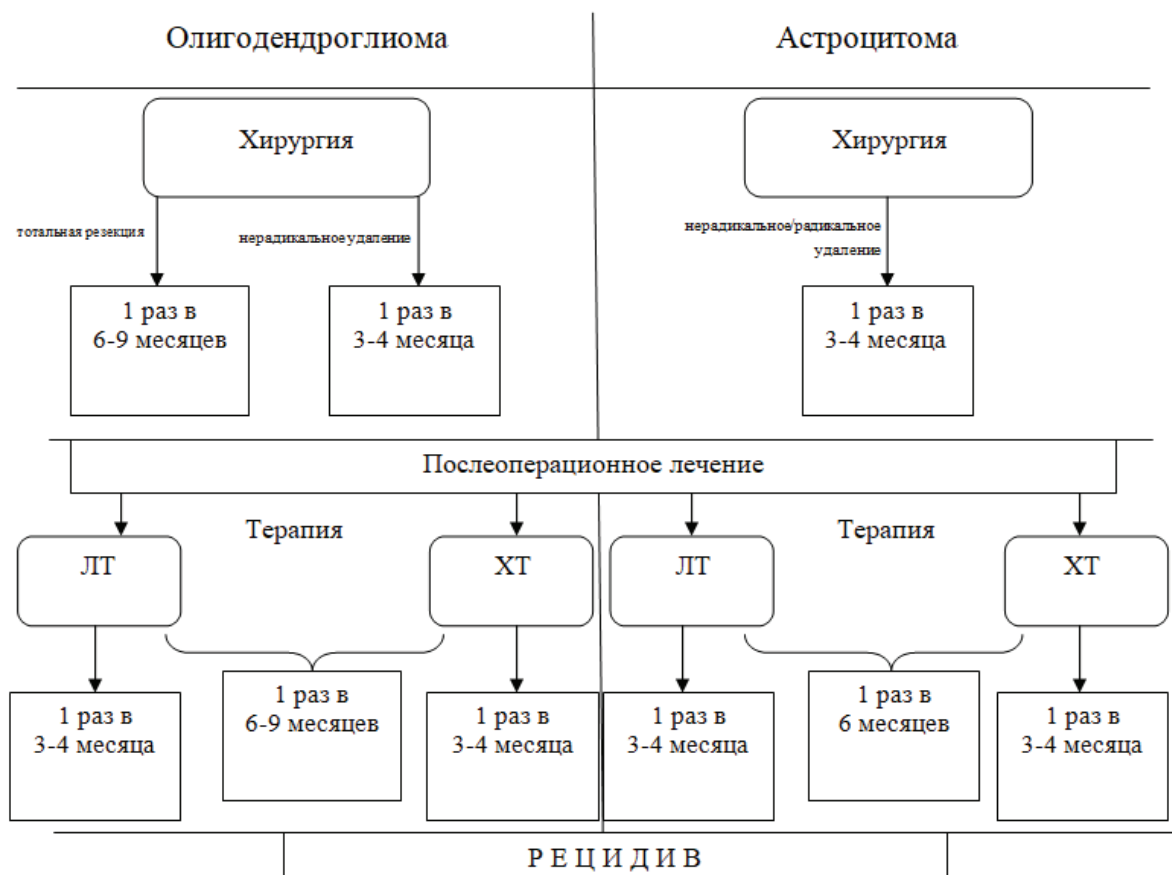 Олигодендроглиома
Астроцитома
Хирургия
Хирургия
тотальная резекция
нерадикальное удаление
нерадикальное/радикальное
удаление
1 раз в
6-9 месяцев
1 раз в
3-4 месяца
1 раз в
3-4 месяца
Послеоперационное лечение
Терапия
Терапия
ЛТ
ХТ
ЛТ
ХТ
1 раз в
3-4 месяца
1 раз в
6-9 месяцев
1 раз в
3-4 месяца
1 раз в
3-4 месяца
1 раз в
6 месяцев
1 раз в
3-4 месяца
Р Е Ц И Д И В